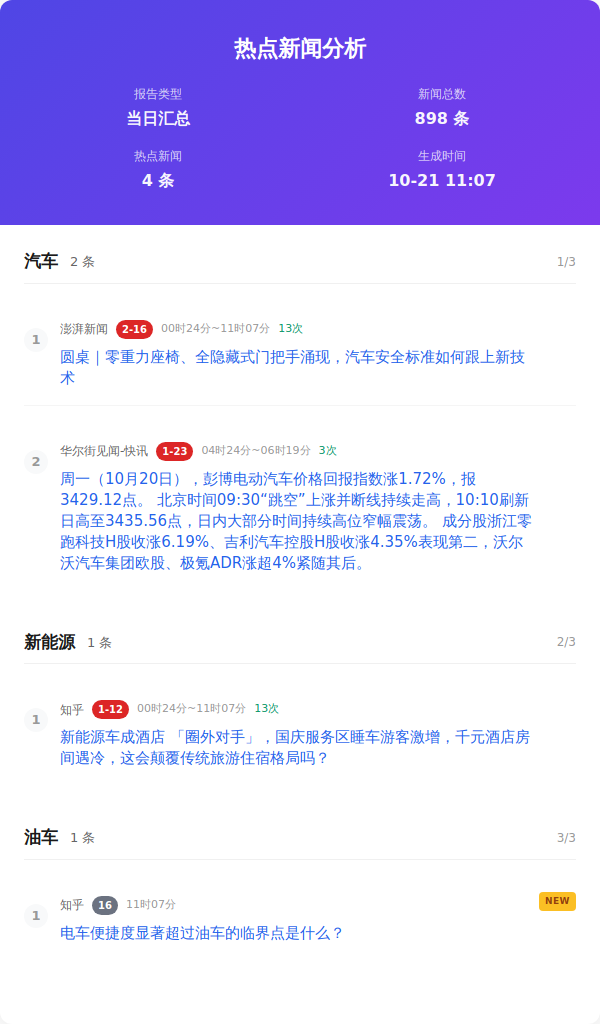 热点新闻分析
报告类型
新闻总数
当日汇总
898 条
热点新闻
生成时间
4 条
10-21 11:07
汽车 2 条 1/3
1 澎湃新闻 2-16 00时24分~11时07分 13次
圆桌｜零重力座椅、全隐藏式门把手涌现，汽车安全标准如何跟上新技
术
2 华尔街见闻-快讯 1-23 04时24分~06时19分 3次
周一（10月20日），彭博电动汽车价格回报指数涨1.72%，报
3429.12点。 北京时间09:30“跳空”上涨并断线持续走高，10:10刷新
日高至3435.56点，日内大部分时间持续高位窄幅震荡。 成分股浙江零
跑科技H股收涨6.19%、吉利汽车控股H股收涨4.35%表现第二，沃尔
沃汽车集团欧股、极氪ADR涨超4%紧随其后。
新能源 1 条 2/3
1 知乎 1-12 00时24分~11时07分 13次
新能源车成酒店 「圈外对手」，国庆服务区睡车游客激增，千元酒店房
间遇冷，这会颠覆传统旅游住宿格局吗？
油车 1 条 3/3
1 知乎 16 11时07分 NEW
电车便捷度显著超过油车的临界点是什么？